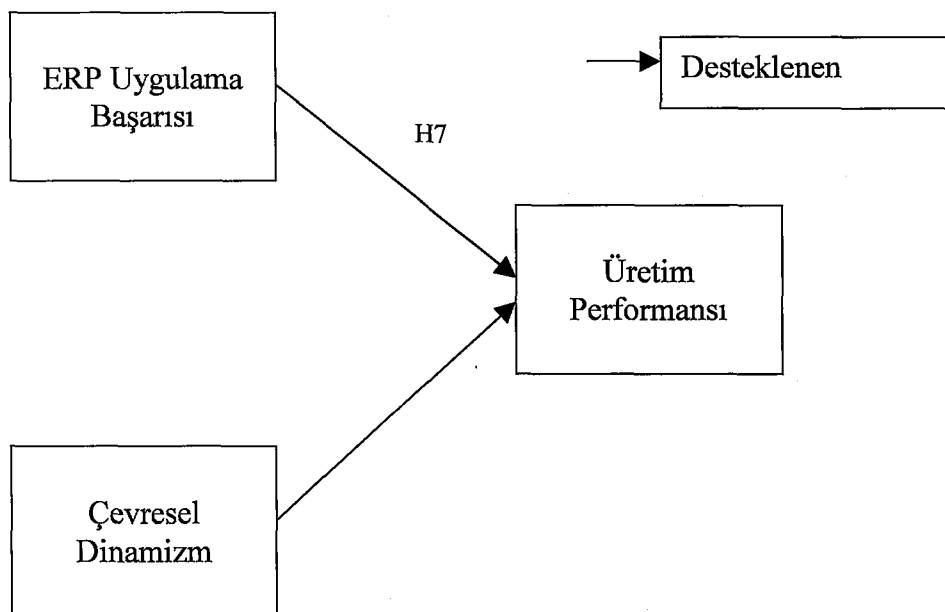 ERP Uygulama
Başarısı
Desteklenen
H7
Üretim
Performansı
Çevresel
Dinamizm